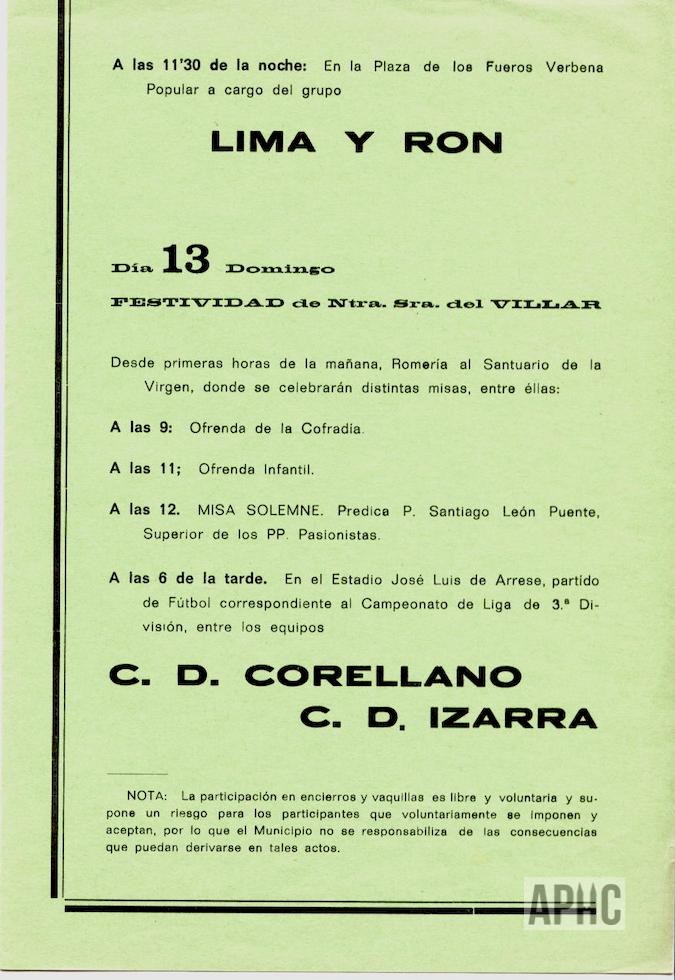 A las 11'30 de la noche: En la Plaza de los Fueros Verbena
Popular a cargo del grupo
LIMA Y RON
Día 13 Domingo
FESTIVIDAD de Ntra. Sra. del VILLAR
Desde primeras horas de la mañana, Romería al Santuario de la
Virgen, donde se celebrarán distintas misas, entre éllas:
A las 9: Ofrenda de la Cofradía.
A las 11; Ofrenda Infantil.
A las 12. MISA SOLEMNE. Predica P. Santiago León Puente,
Superior de los PP. Pasionistas.
A las 6 de la tarde. En el Estadio José Luis de Arrese, partido
de Fútbol correspondiente al Campeonato de Liga de 3.ª Di-
visión, entre los equipos
C. D. CORELLANO
C. D. IZARRA
NOTA: La participación en encierros y vaquillas es libre y voluntaria y su-
pone un riesgo para los participantes que voluntariamente se imponen y
aceptan, por lo que el Municipio no se responsabiliza de las consecuencias
que puedan derivarse en tales actos.
APHC